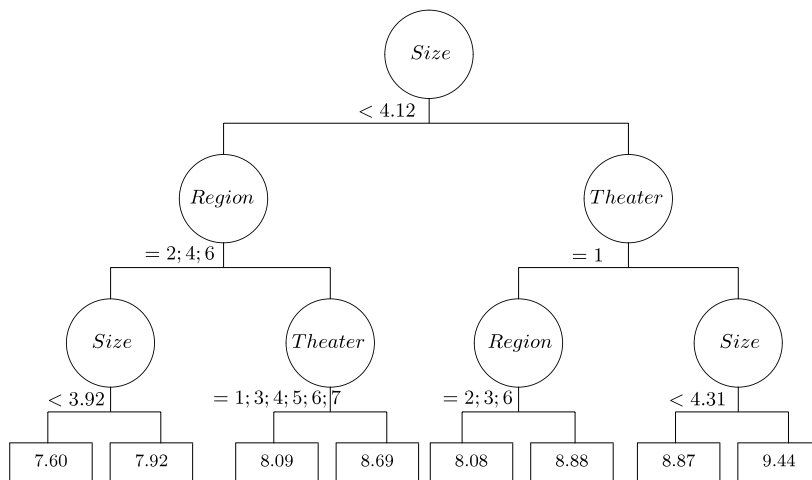 Size
< 4.12
Region
Theater
= 2; 4; 6
= 1
Size
Theater
Region
Size
< 3.92
= 1; 3; 4; 5; 6; 7
= 2; 3; 6
< 4.31
7.60
7.92
8.09
8.69
8.08
8.88
8.87
9.44